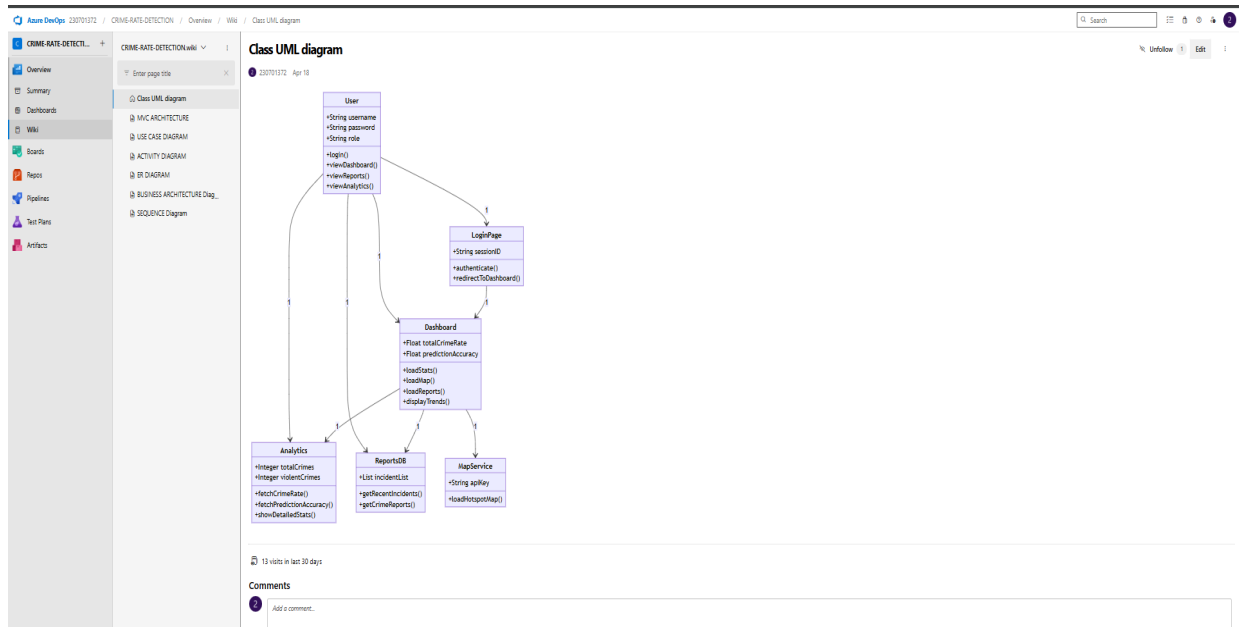 Azure DevOps 230701372 / CRIME-RATE-DETECTION / Overview / Wiki / Class UML diagram
Search
2
C CRIME-RATE-DETECTI... +
Overview
Summary
Dashboards
Wiki
Boards
Repos
Pipelines
Test Plans
Artifacts
CRIME-RATE-DETECTION.wiki
Enter page title
Class UML diagram
MVC ARCHITECTURE
USE CASE DIAGRAM
ACTIVITY DIAGRAM
ER DIAGRAM
BUSINESS ARCHITECTURE Diag_
SEQUENCE Diagram
Class UML diagram
Unfollow 1 Edit
2 230701372 Apr 18
User
+String username
+String password
+String role
+login()
+viewDashboard()
+viewReports()
+viewAnalytics()
1
LoginPage
+String sessionID
+authenticate()
+redirectToDashboard()
1
1 1 1
Dashboard
+Float totalCrimeRate
+Float predictionAccuracy
+loadStats()
+loadMap()
+loadReports()
+displayTrends()
1 1 1
Analytics
+Integer totalCrimes
+Integer violentCrimes
+fetchCrimeRate()
+fetchPredictionAccuracy()
+showDetailedStats()
ReportsDB
+List incidentList
+getRecentIncidents()
+getCrimeReports()
MapService
+String apiKey
+loadHotspotMap()
13 visits in last 30 days
Comments
2 Add a comment...